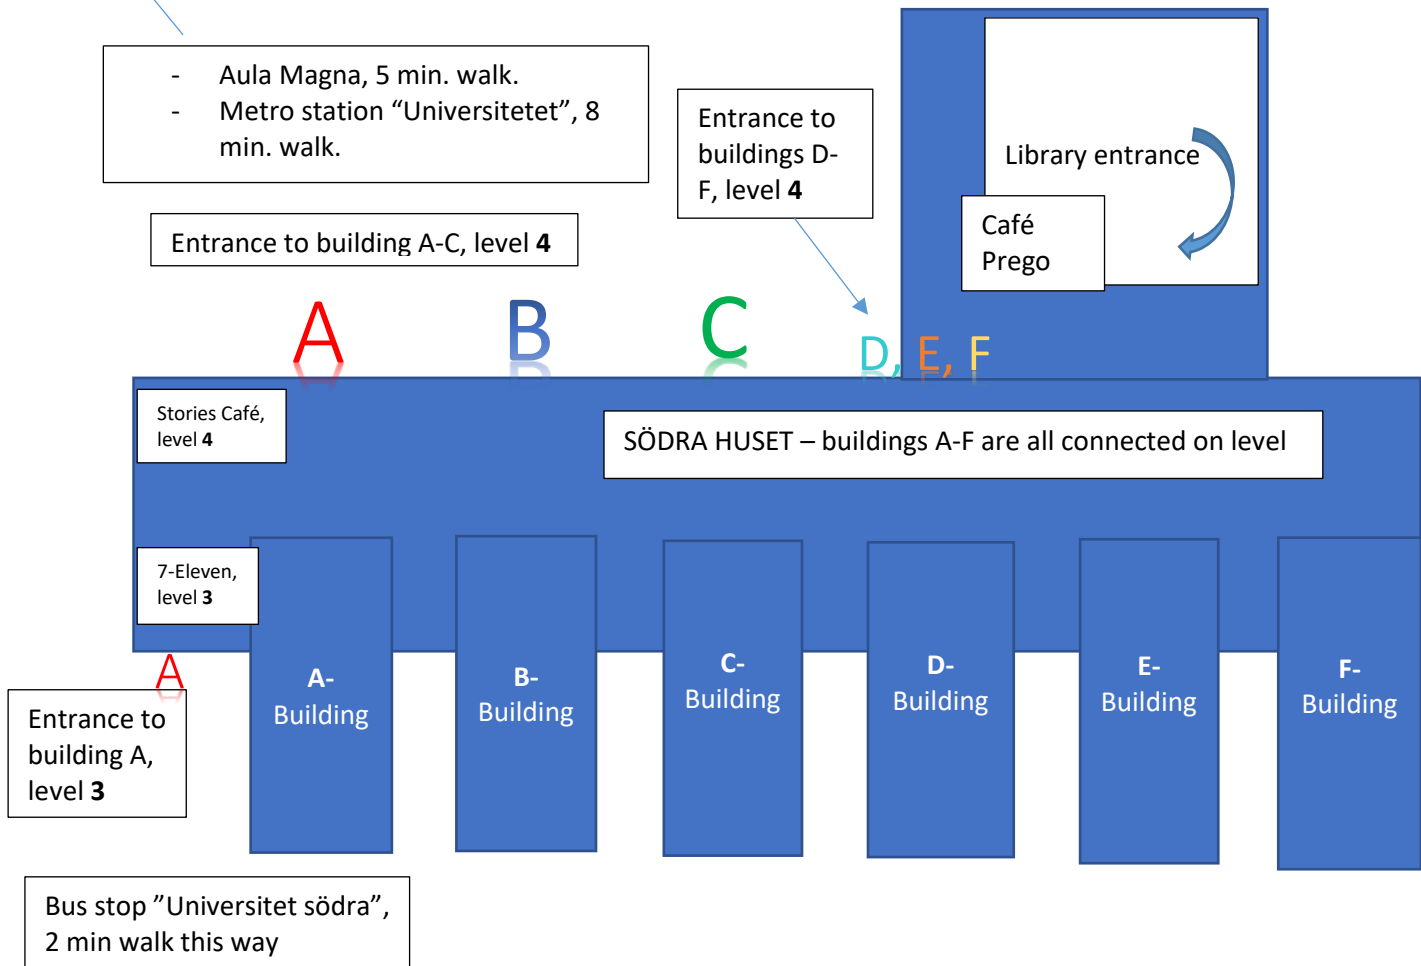 - Aula Magna, 5 min. walk.
- Metro station “Universitetet”, 8
min. walk.
Entrance to
buildings D-
F, level 4
Library entrance
Café
Prego
Entrance to building A-C, level 4
A
B
C
D, E, F
Stories Café,
level 4
SÖDRA HUSET – buildings A-F are all connected on level
7-Eleven,
level 3
A
Entrance to
building A,
level 3
A-
Building
B-
Building
C-
Building
D-
Building
E-
Building
F-
Building
Bus stop ”Universitet södra”,
2 min walk this way